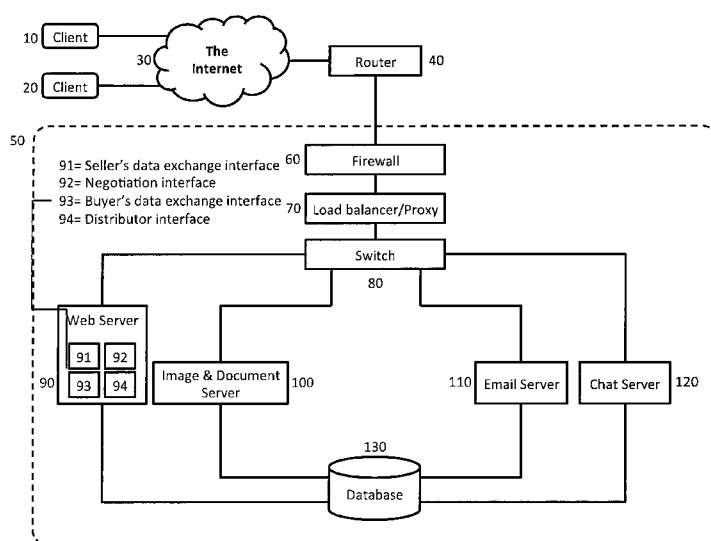 10 Client
The
Internet
30
Router 40
20 Client
50
91= Seller's data exchange interface
92= Negotiation interface
93= Buyer's data exchange interface
94= Distributor interface
60 Firewall
70 Load balancer/Proxy
Switch
80
Web Server
91 92
93 94
90
Image & Document
Server
100
110 Email Server
Chat Server 120
130
Database